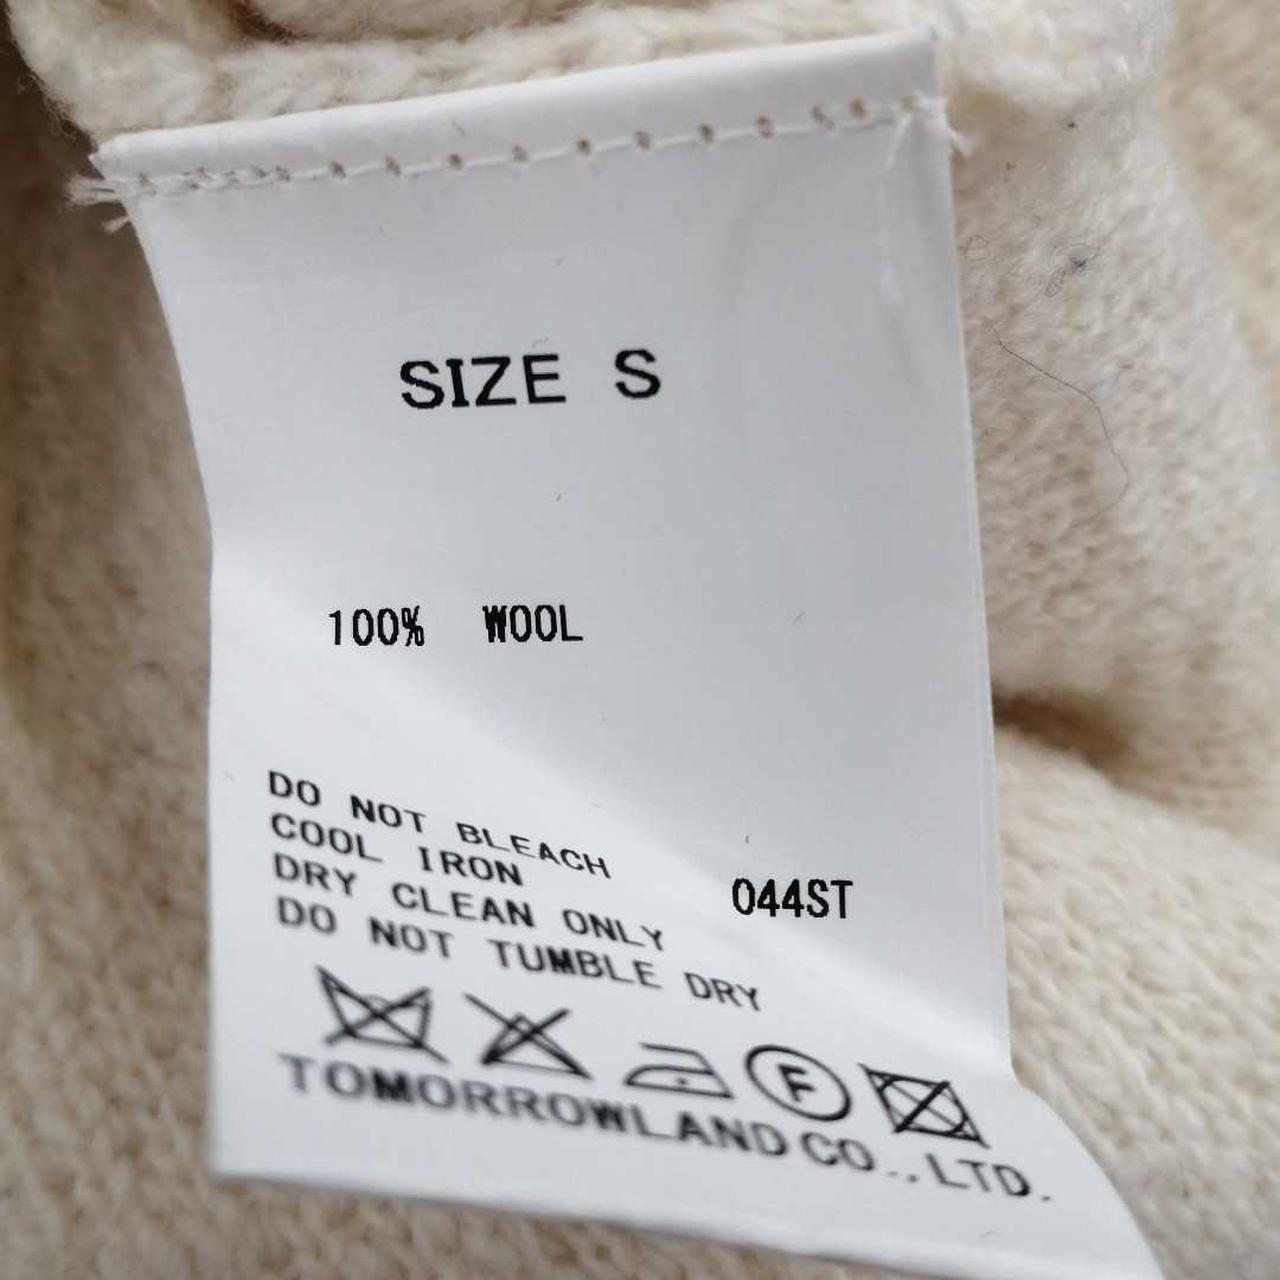 SIZE S
100% WOOL
DO NOT BLEACH
COOL IRON
DRY CLEAN ONLY
044ST
DO NOT TUMBLE DRY
F
TOMORROWLAND CO., LTD.